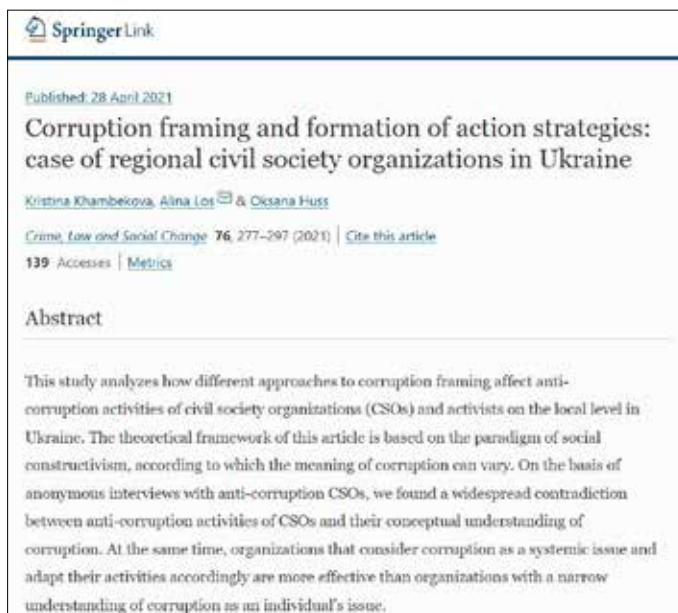 Springer Link
Published: 28 April 2021
Corruption framing and formation of action strategies:
case of regional civil society organizations in Ukraine
Kristina Khambekova, Alina Los & Oksana Huss
Crime, Law and Social Change 76, 277–297 (2021) | Cite this article
139 Accesses | Metrics
Abstract
This study analyzes how different approaches to corruption framing affect anti-
corruption activities of civil society organizations (CSOs) and activists on the local level in
Ukraine. The theoretical framework of this article is based on the paradigm of social
constructivism, according to which the meaning of corruption can vary. On the basis of
anonymous interviews with anti-corruption CSOs, we found a widespread contradiction
between anti-corruption activities of CSOs and their conceptual understanding of
corruption. At the same time, organizations that consider corruption as a systemic issue and
adapt their activities accordingly are more effective than organizations with a narrow
understanding of corruption as an individual's issue.